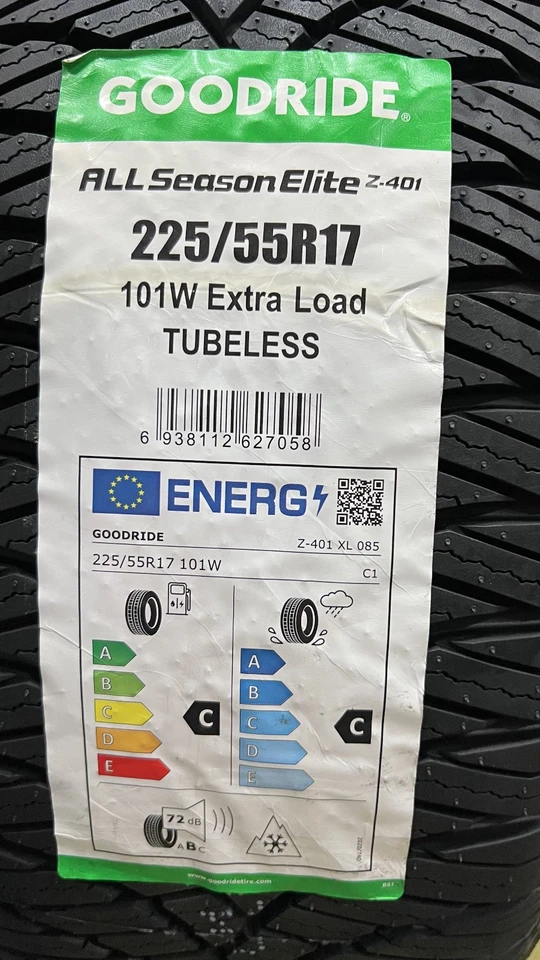 GOODRIDE®
ALL Season Elite Z-401
225/55R17
101W Extra Load
TUBELESS
6 938112 627058
ENERG
GOODRIDE
Z-401 XL 085
225/55R17 101W
C1
A
B
C
D
E
C
A
B
C
D
E
C
72 dB
ABC
www.goodridetire.com